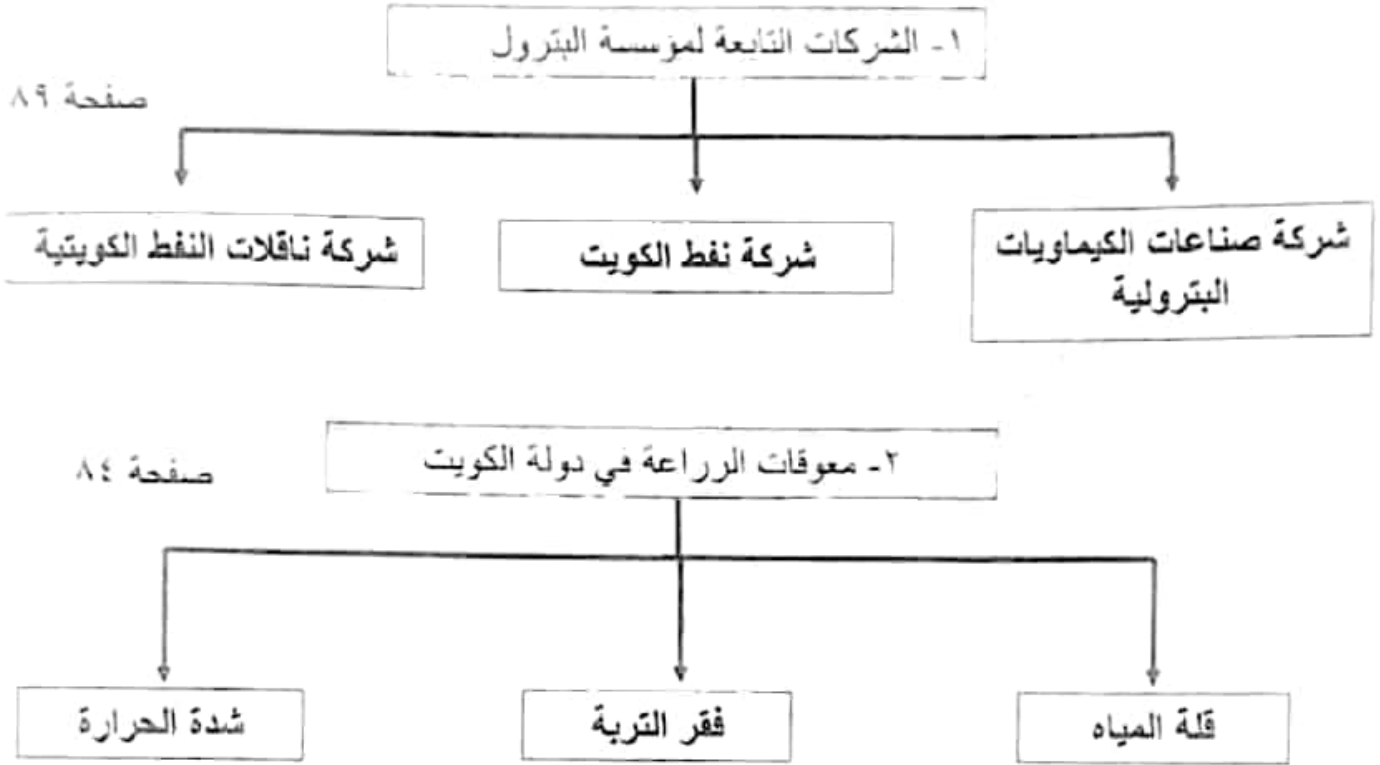 ١- الشركات التابعة لمؤسسة البترول
صفحة ٨٩
شركة صناعات الكيماويات
البترولية
شركة نفط الكويت
شركة ناقلات النفط الكويتية
٢- معوقات الزراعة في دولة الكويت
صفحة ٨٤
قلة المياه
فقر التربة
شدة الحرارة